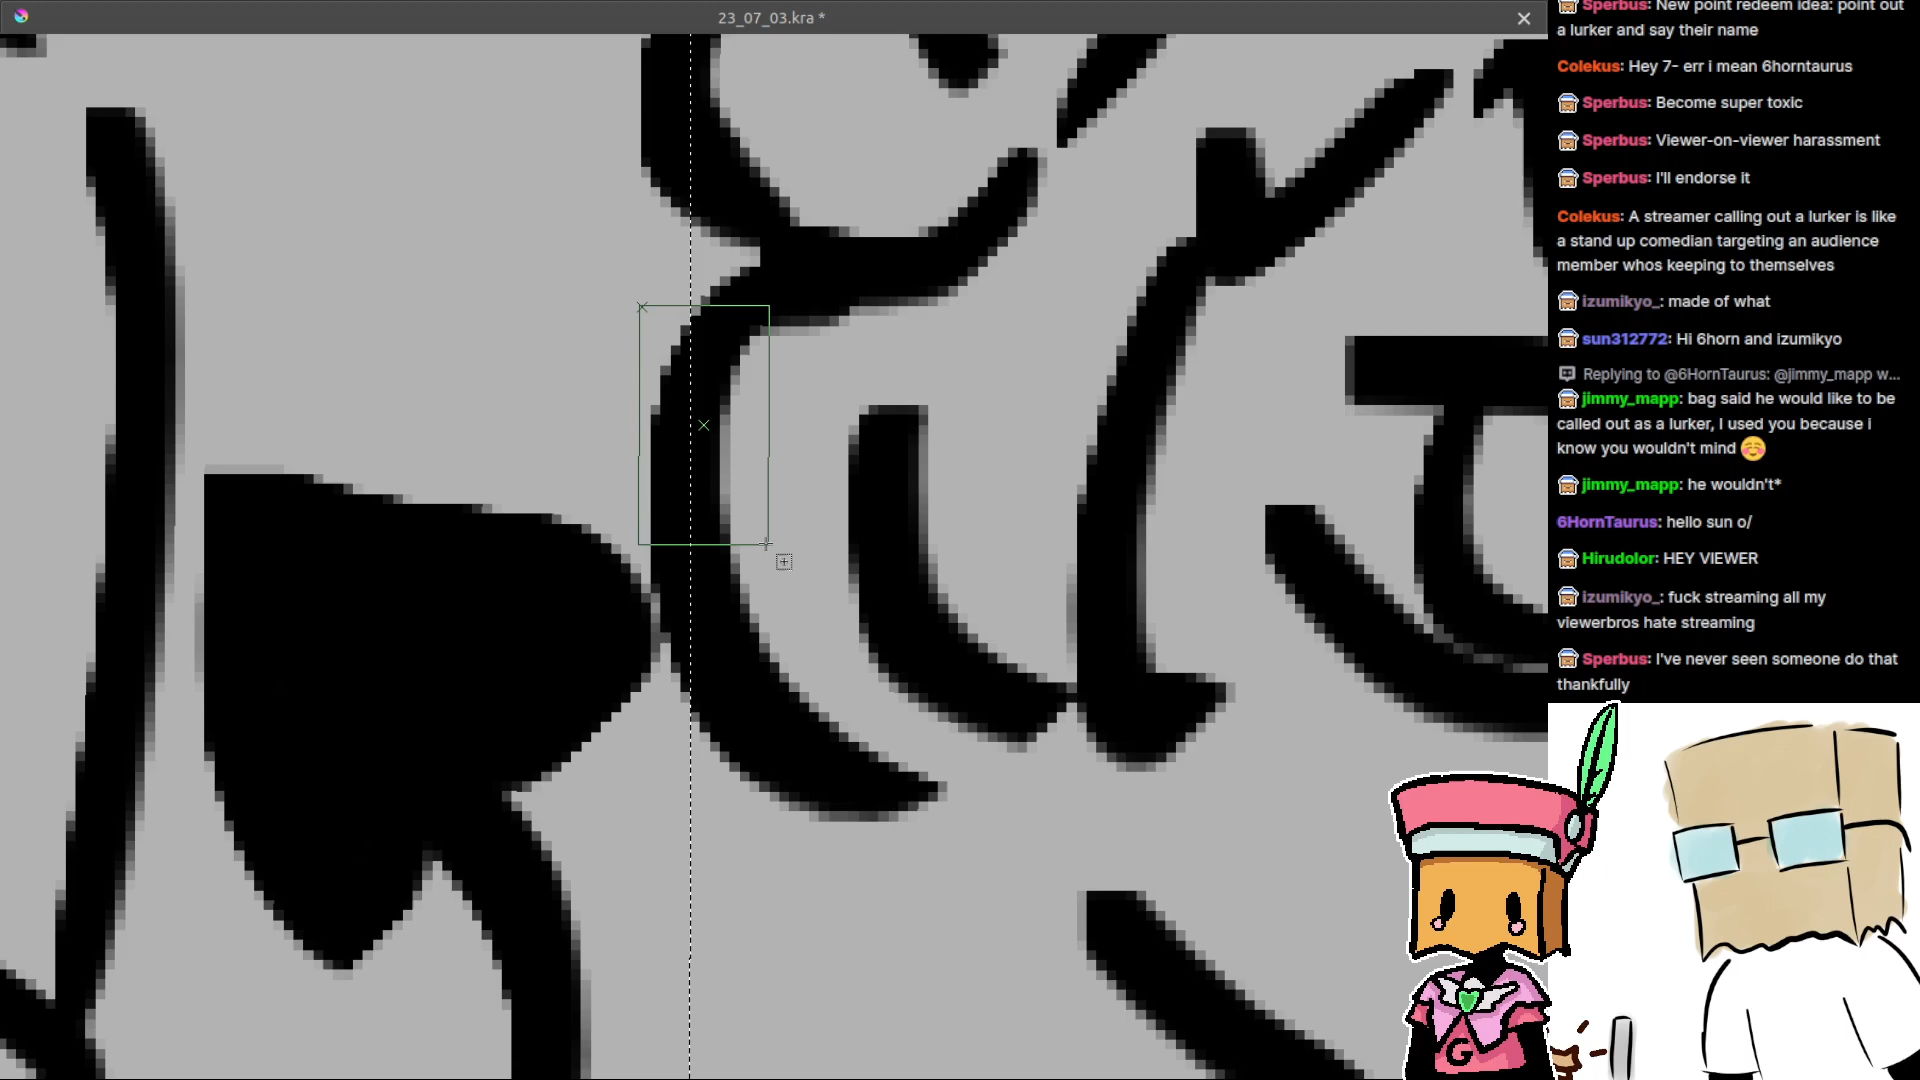 23_07_03.kra *
Sperbus: New point redeem idea: point out
a lurker and say their name
Colekus: Hey 7- err i mean 6horntaurus
Sperbus: Become super toxic
Sperbus: Viewer-on-viewer harassment
Sperbus: I'll endorse it
Colekus: A streamer calling out a lurker is like
a stand up comedian targeting an audience
member whos keeping to themselves
izumikyo_: made of what
sun312772: Hi 6horn and izumikyo
Replying to @6HornTaurus: @jimmy_mapp w...
jimmy_mapp: bag said he would like to be
called out as a lurker, I used you because i
know you wouldn't mind
jimmy_mapp: he wouldn't*
6HornTaurus: hello sun o/
Hirudolor: HEY VIEWER
izumikyo_: fuck streaming all my
viewerbros hate streaming
Sperbus: I've never seen someone do that
thankfully
G